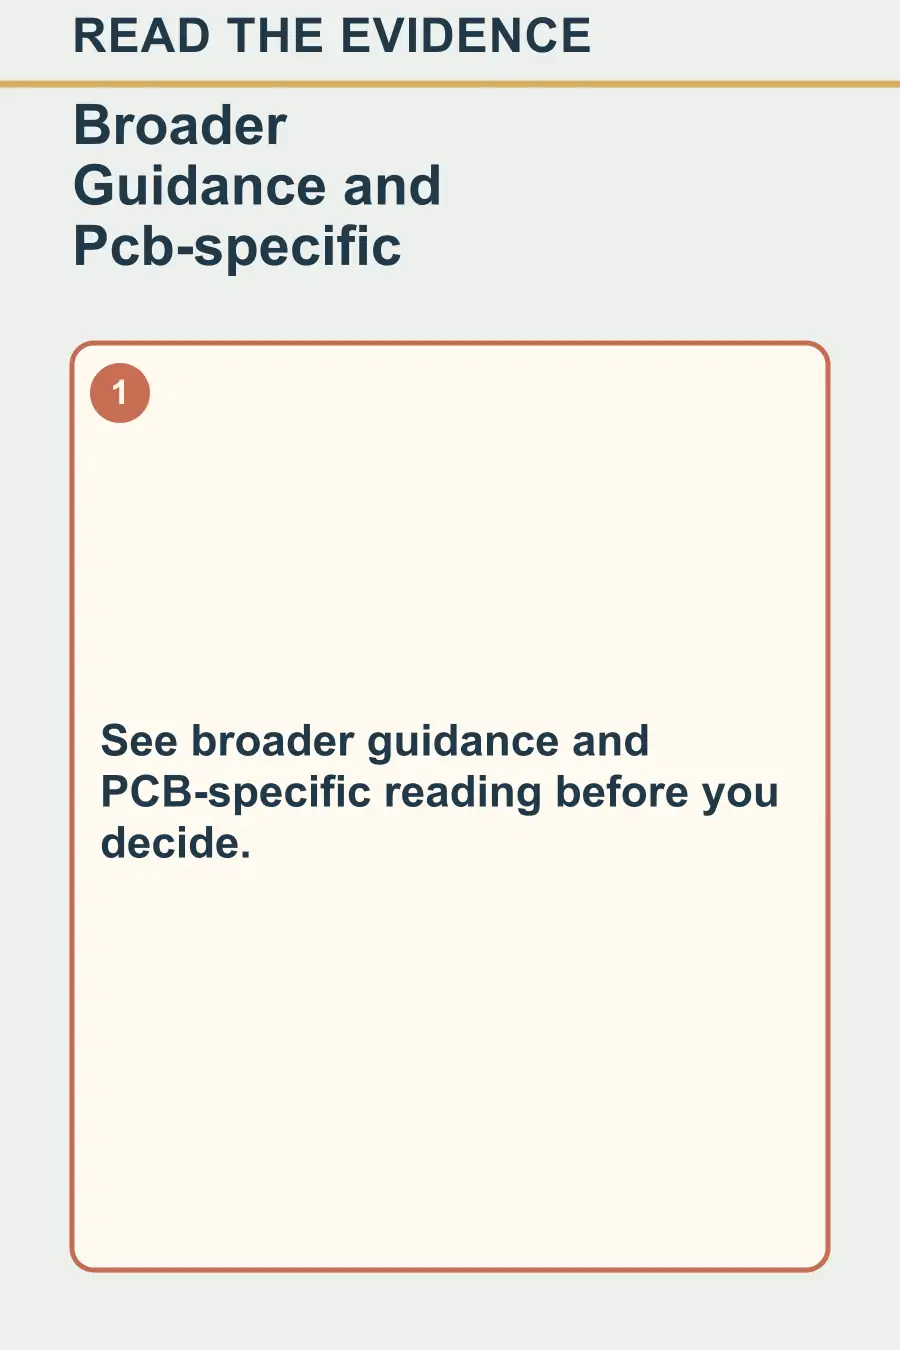 READ THE EVIDENCE
Broader
Guidance and
Pcb-specific
1
See broader guidance and
PCB-specific reading before you
decide.